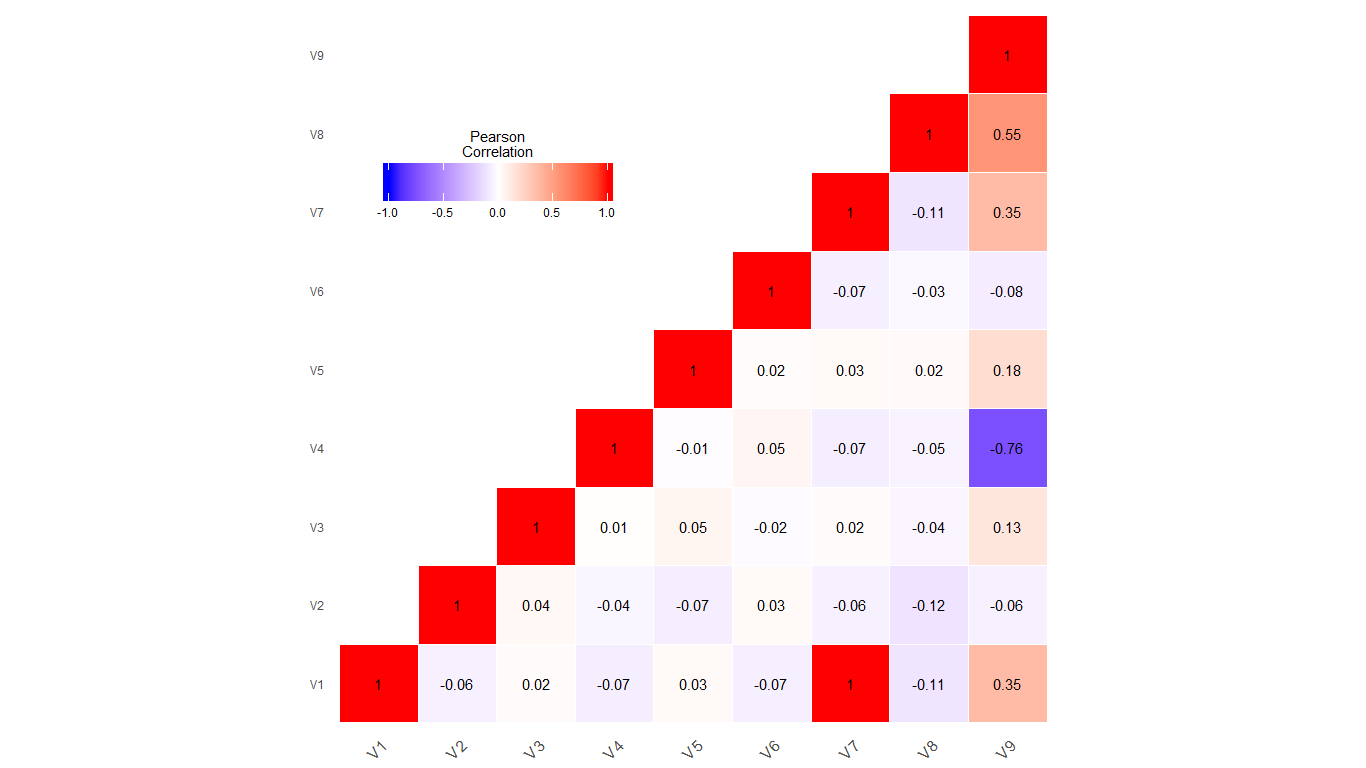 V9 1
V8 1 0.55
Pearson
Correlation
-1.0 -0.5 0.0 0.5 1.0
V7 1 -0.11 0.35
V6 1 -0.07 -0.03 -0.08
V5 1 0.02 0.03 0.02 0.18
V4 1 -0.01 0.05 -0.07 -0.05 -0.76
V3 1 0.01 0.05 -0.02 0.02 -0.04 0.13
V2 1 0.04 -0.04 -0.07 0.03 -0.06 -0.12 -0.06
V1 1 -0.06 0.02 -0.07 0.03 -0.07 1 -0.11 0.35
V1 V2 V3 V4 V5 V6 V7 V8 V9